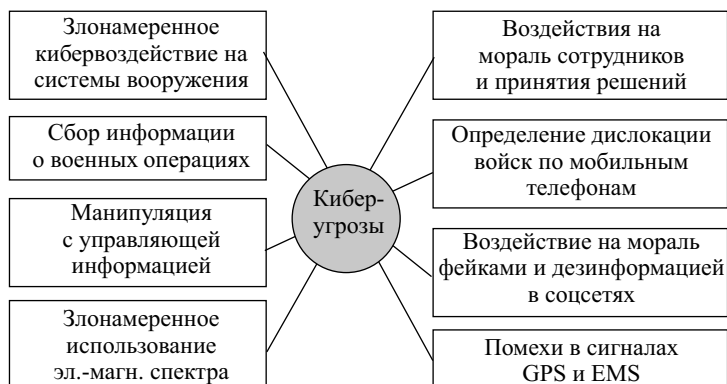 Злонамеренное
кибервоздействие на
системы вооружения
Сбор информации
о военных операциях
Манипуляция
с управляющей
информацией
Злонамеренное
использование
эл.-магн. спектра
Кибер-
угрозы
Воздействия на
мораль сотрудников
и принятия решений
Определение дислокации
войск по мобильным
телефонам
Воздействие на мораль
фейками и дезинформацией
в соцсетях
Помехи в сигналах
GPS и EMS